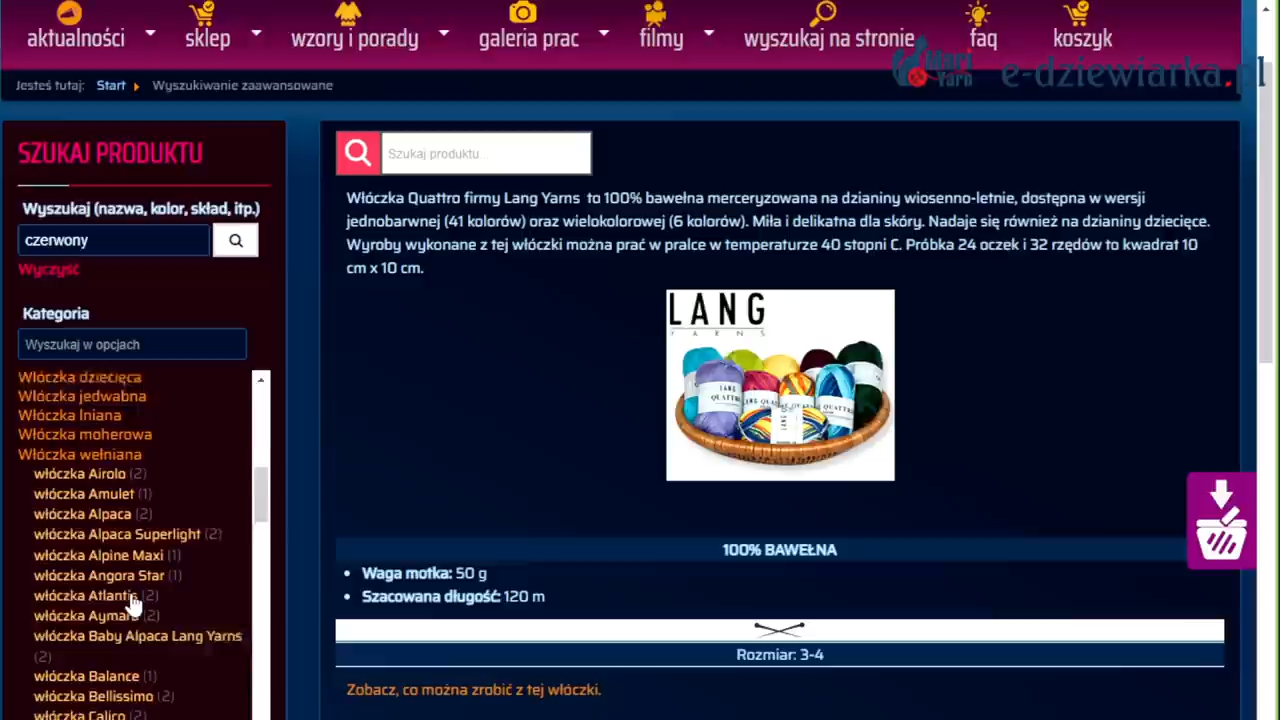 aktualności
sklep
wzory i porady
galeria prac
filmy
wyszukaj na stronie
faq
koszyk
Yarn
e-dziewiarka.pl
Jesteś tutaj: Start Wyszukiwanie zaawansowane
SZUKAJ PRODUKTU
Wyszukaj (nazwa, kolor, skład, itp.)
czerwony
Wyczyść
Kategoria
Wyszukaj w opcjach
Włóczka dziecięca
Włóczka jedwabna
Włóczka lniana
Włóczka moherowa
Włóczka wełniana
włóczka Airolo (2)
włóczka Amulet (1)
włóczka Alpaca (2)
włóczka Alpaca Superlight (2)
włóczka Alpine Maxi (1)
włóczka Angora Star (1)
włóczka Atlantis (2)
włóczka Aymara (2)
włóczka Baby Alpaca Lang Yarns
(2)
włóczka Balance (1)
włóczka Bellissimo (2)
włóczka Calico (2)
Szukaj produktu...
Włóczka Quattro firmy Lang Yarns to 100% bawełna merceryzowana na dzianiny wiosenno-letnie, dostępna w wersji
jednobarwnej (41 kolorów) oraz wielokolorowej (6 kolorów). Miła i delikatna dla skóry. Nadaje się również na dzianiny dziecięce.
Wyroby wykonane z tej włóczki można prać w pralce w temperaturze 40 stopni C. Próbka 24 oczek i 32 rzędów to kwadrat 10
cm x 10 cm.
LANG
YARNS
100% BAWEŁNA
Waga motka: 50 g
Szacowana długość: 120 m
Rozmiar: 3-4
Zobacz, co można zrobić z tej włóczki.